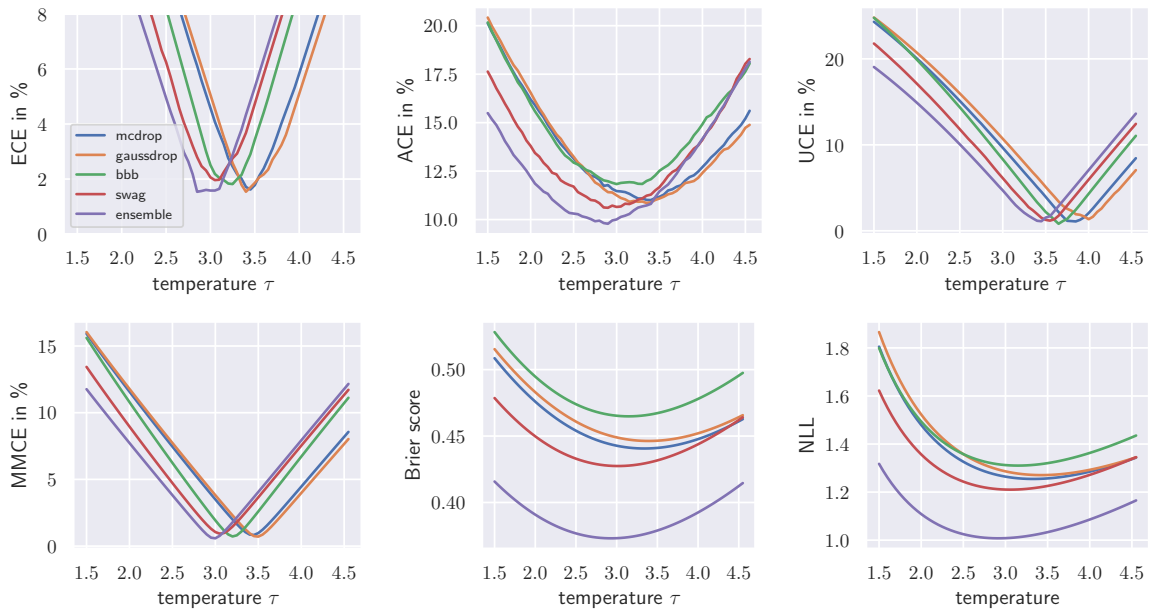 ECE in %
8
6
4
2
0
mcdrop
gaussdrop
bbb
swag
ensemble
1.5 2.0 2.5 3.0 3.5 4.0 4.5
temperature τ
ACE in %
20.0
17.5
15.0
12.5
10.0
1.5 2.0 2.5 3.0 3.5 4.0 4.5
temperature τ
UCE in %
20
10
0
1.5 2.0 2.5 3.0 3.5 4.0 4.5
temperature τ
MMCE in %
15
10
5
0
1.5 2.0 2.5 3.0 3.5 4.0 4.5
temperature τ
Brier score
0.50
0.45
0.40
1.5 2.0 2.5 3.0 3.5 4.0 4.5
temperature τ
NLL
1.8
1.6
1.4
1.2
1.0
1.5 2.0 2.5 3.0 3.5 4.0 4.5
temperature